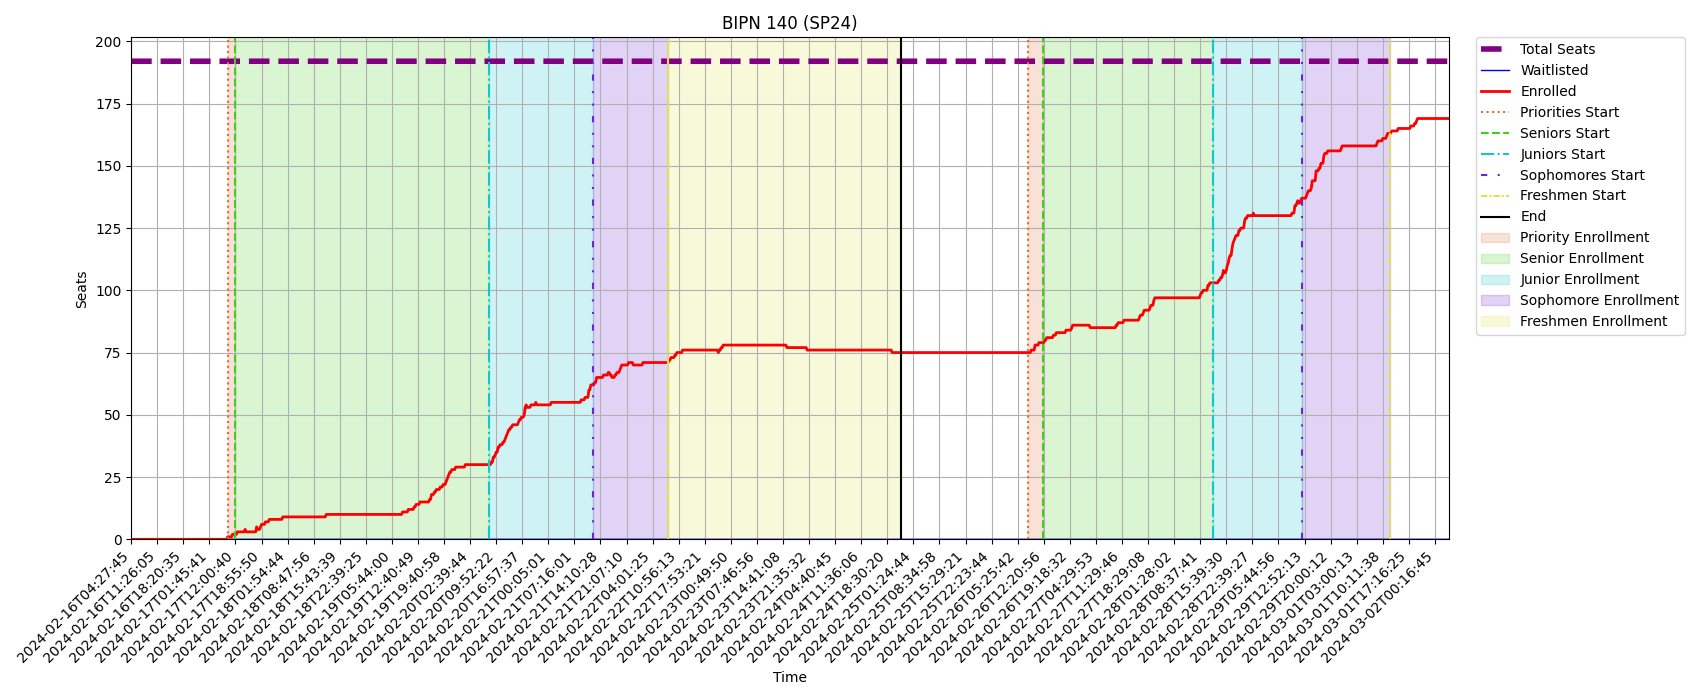 BIPN 140 (SP24)
Seats
200
175
150
125
100
75
50
25
0
2024-02-16T04:27:45
2024-02-16T11:26:05
2024-02-16T18:20:35
2024-02-17T01:45:41
2024-02-17T12:00:40
2024-02-17T18:55:50
2024-02-18T01:54:44
2024-02-18T08:47:56
2024-02-18T15:43:39
2024-02-18T22:39:25
2024-02-19T05:44:00
2024-02-19T12:40:49
2024-02-19T19:40:58
2024-02-20T02:39:44
2024-02-20T09:52:22
2024-02-20T16:57:37
2024-02-21T00:05:01
2024-02-21T07:16:01
2024-02-21T14:10:28
2024-02-21T21:07:10
2024-02-22T04:01:25
2024-02-22T10:56:13
2024-02-22T17:53:21
2024-02-23T00:49:50
2024-02-23T07:46:56
2024-02-23T14:41:08
2024-02-23T21:35:32
2024-02-24T04:40:45
2024-02-24T11:36:06
2024-02-24T18:30:20
2024-02-25T01:24:44
2024-02-25T08:34:58
2024-02-25T15:29:21
2024-02-25T22:23:44
2024-02-26T05:25:42
2024-02-26T12:20:56
2024-02-26T19:18:32
2024-02-27T04:29:53
2024-02-27T11:29:46
2024-02-27T18:29:08
2024-02-28T01:28:02
2024-02-28T08:37:41
2024-02-28T15:39:30
2024-02-28T22:39:27
2024-02-29T05:44:56
2024-02-29T12:52:13
2024-02-29T20:00:12
2024-03-01T03:00:13
2024-03-01T10:11:38
2024-03-01T17:16:25
2024-03-02T00:16:45
Time
Total Seats
Waitlisted
Enrolled
Priorities Start
Seniors Start
Juniors Start
Sophomores Start
Freshmen Start
End
Priority Enrollment
Senior Enrollment
Junior Enrollment
Sophomore Enrollment
Freshmen Enrollment